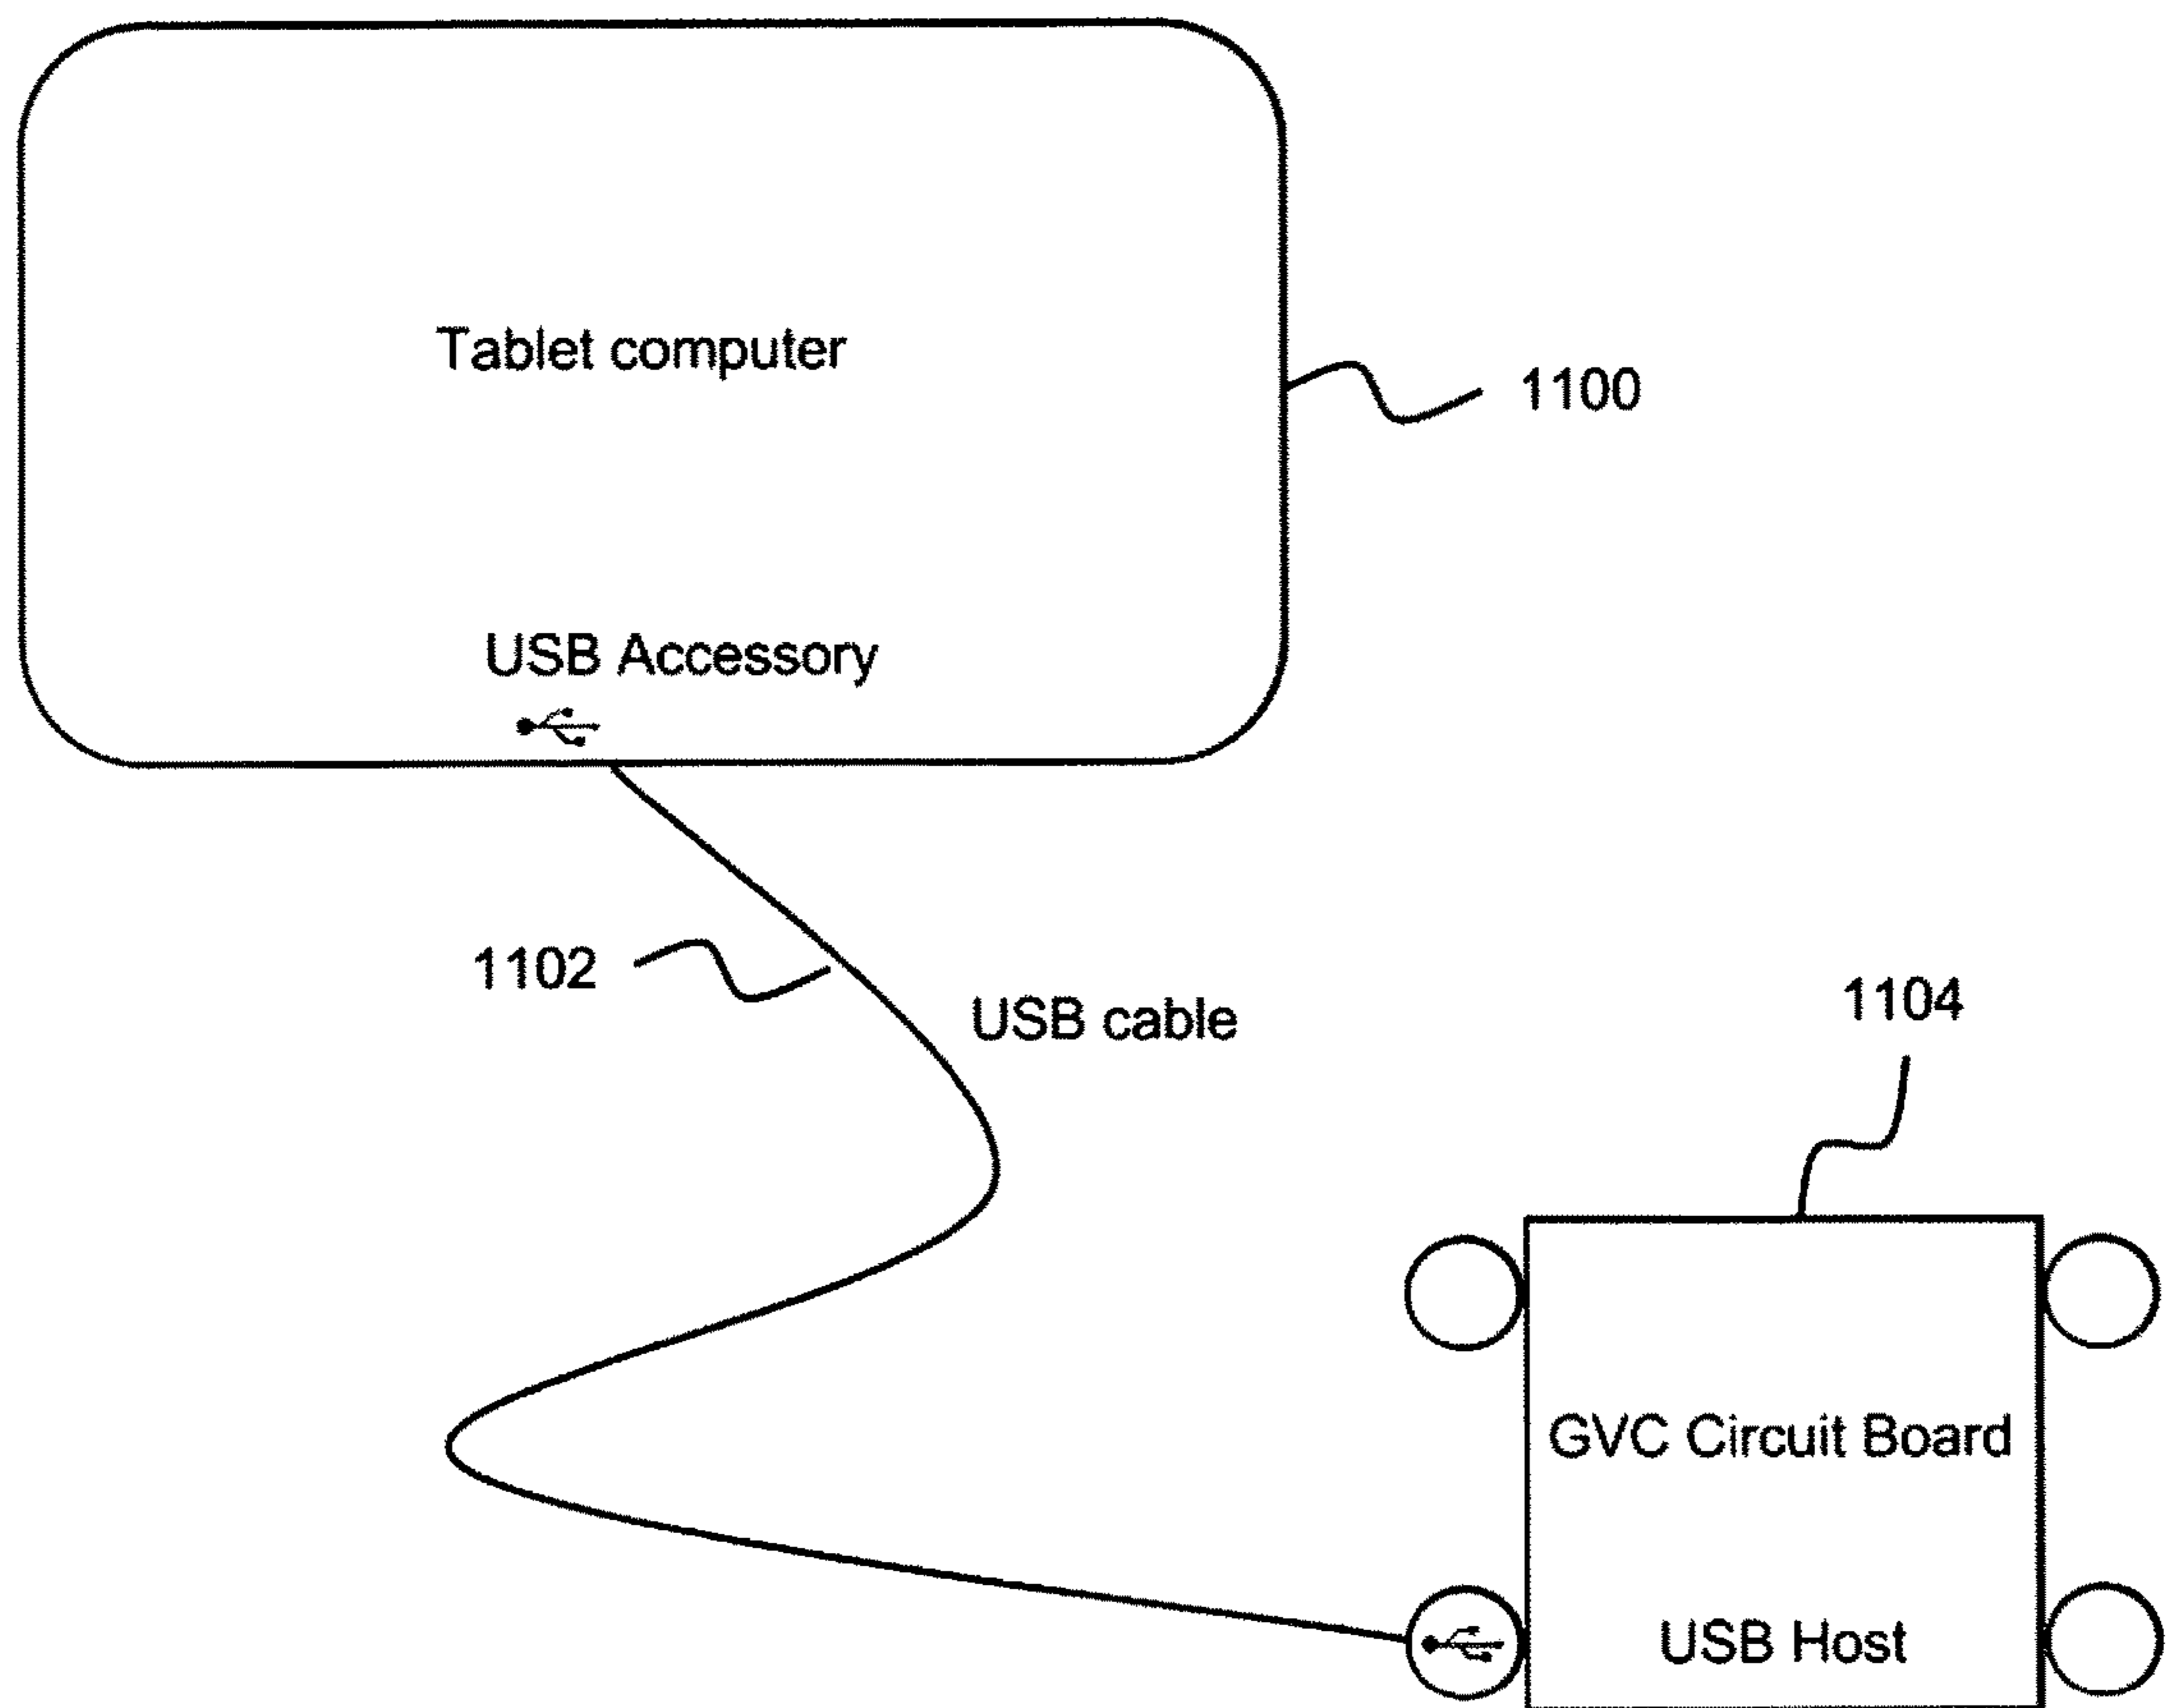 Tablet computer
1100
USB Accessory
1102
USB cable
1104
GVC Circuit Board
USB Host